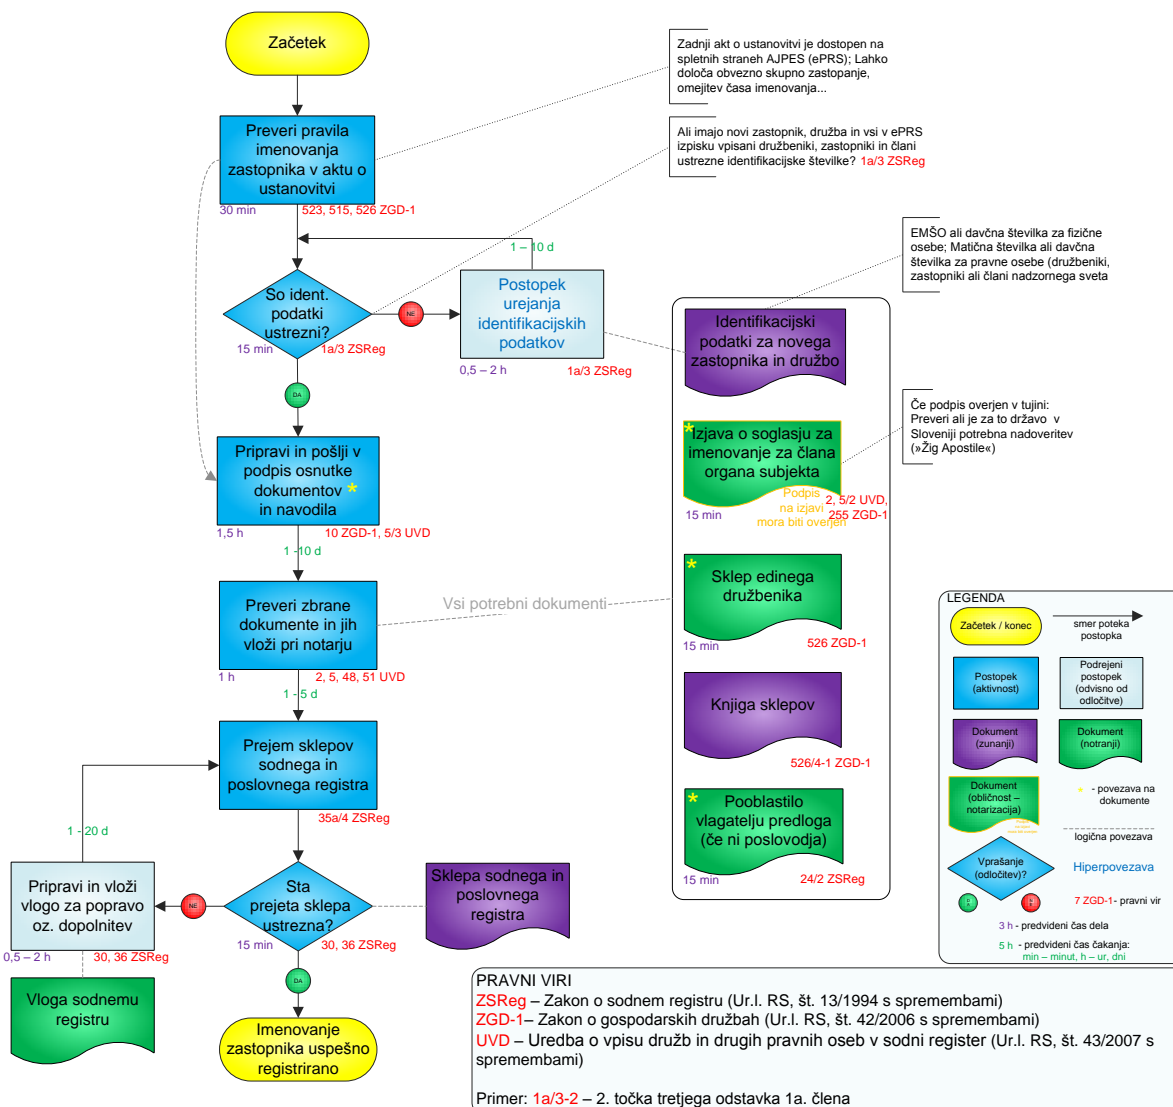 Začetek
Zadnji akt o ustanovitvi je dostopen na
spletnih straneh AJPES (ePRS); Lahko
določa obvezno skupno zastopanje,
omejitev časa imenovanja...
Preveri pravila
imenovanja
zastopnika v aktu o
ustanovitvi
30 min
523, 515, 526 ZGD-1
Ali imajo novi zastopnik, družba in vsi v ePRS
izpisku vpisani družbeniki, zastopniki in člani
ustrezne identifikacijske številke? 1a/3 ZSReg
EMŠO ali davčna številka za fizične
osebe; Matična številka ali davčna
številka za pravne osebe (družbeniki,
zastopniki ali člani nadzornega sveta
1 – 10 d
So ident.
podatki
ustrezni?
15 min
1a/3 ZSReg
NE
Postopek
urejanja
identifikacijskih
podatkov
0,5 – 2 h
1a/3 ZSReg
DA
Identifikacijski
podatki za novega
zastopnika in družbo
Če podpis overjen v tujini:
Preveri ali je za to državo v
Sloveniji potrebna nadoveritev
(»Žig Apostile«)
*
Izjava o soglasju za
imenovanje za člana
organa subjekta
Podpis
na izjavi
mora biti overjen
15 min
2, 5/2 UVD,
255 ZGD-1
Pripravi in pošlji v
podpis osnutke
dokumentov *
in navodila
1,5 h
10 ZGD-1, 5/3 UVD
1 -10 d
*
Sklep edinega
družbenika
15 min
526 ZGD-1
Preveri zbrane
dokumente in jih
vloži pri notarju
1 h
2, 5, 48, 51 UVD
Vsi potrebni dokumenti
1 - 5 d
Knjiga sklepov
526/4-1 ZGD-1
Prejem sklepov
sodnega in
poslovnega registra
35a/4 ZSReg
*
Pooblastilo
vlagatelju predloga
(če ni poslovodja)
15 min
24/2 ZSReg
1 - 20 d
Pripravi in vloži
vlogo za popravo
oz. dopolnitev
0,5 – 2 h
30, 36 ZSReg
NE
Sta
prejeta sklepa
ustrezna?
15 min
30, 36 ZSReg
Sklepa sodnega in
poslovnega
registra
DA
Vloga sodnemu
registru
Imenovanje
zastopnika uspešno
registrirano
LEGENDA
Začetek / konec
smer poteka
postopka
Postopek
(aktivnost)
Podrejeni
postopek
(odvisno od
odločitve)
Dokument
(zunanji)
Dokument
(notranji)
Dokument
(obličnost –
notarizacija)
* - povezava na
dokumente
logična povezava
Vprašanje
(odločitev)?
Hiperpovezava
7 ZGD-1- pravni vir
3 h - predvideni čas dela
5 h - predvideni čas čakanja:
min – minut, h – ur, dni
PRAVNI VIRI
ZSReg – Zakon o sodnem registru (Ur.l. RS, št. 13/1994 s spremembami)
ZGD-1– Zakon o gospodarskih družbah (Ur.l. RS, št. 42/2006 s spremembami)
UVD – Uredba o vpisu družb in drugih pravnih oseb v sodni register (Ur.l. RS, št. 43/2007 s
spremembami)
Primer: 1a/3-2 – 2. točka tretjega odstavka 1a. člena